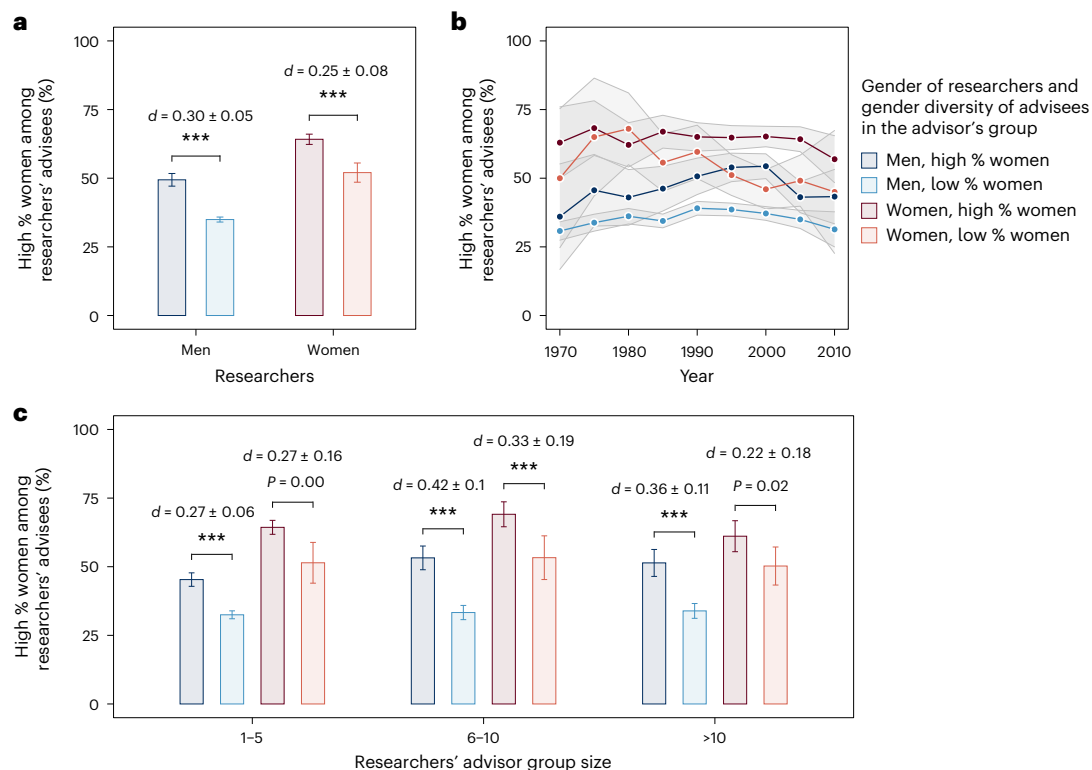 a
100
75
50
25
0
High % women among
researchers' advisees (%)
d = 0.30 ± 0.05
***
d = 0.25 ± 0.08
***
Men
Women
Researchers
b
100
75
50
25
0
High % women among
researchers' advisees (%)
1970
1980
1990
2000
2010
Year
Gender of researchers and
gender diversity of advisees
in the advisor's group
Men, high % women
Men, low % women
Women, high % women
Women, low % women
c
100
75
50
25
0
High % women among
researchers' advisees (%)
d = 0.27 ± 0.06
***
d = 0.27 ± 0.16
P = 0.00
d = 0.42 ± 0.1
***
d = 0.33 ± 0.19
***
d = 0.36 ± 0.11
***
d = 0.22 ± 0.18
P = 0.02
1–5
6–10
>10
Researchers' advisor group size